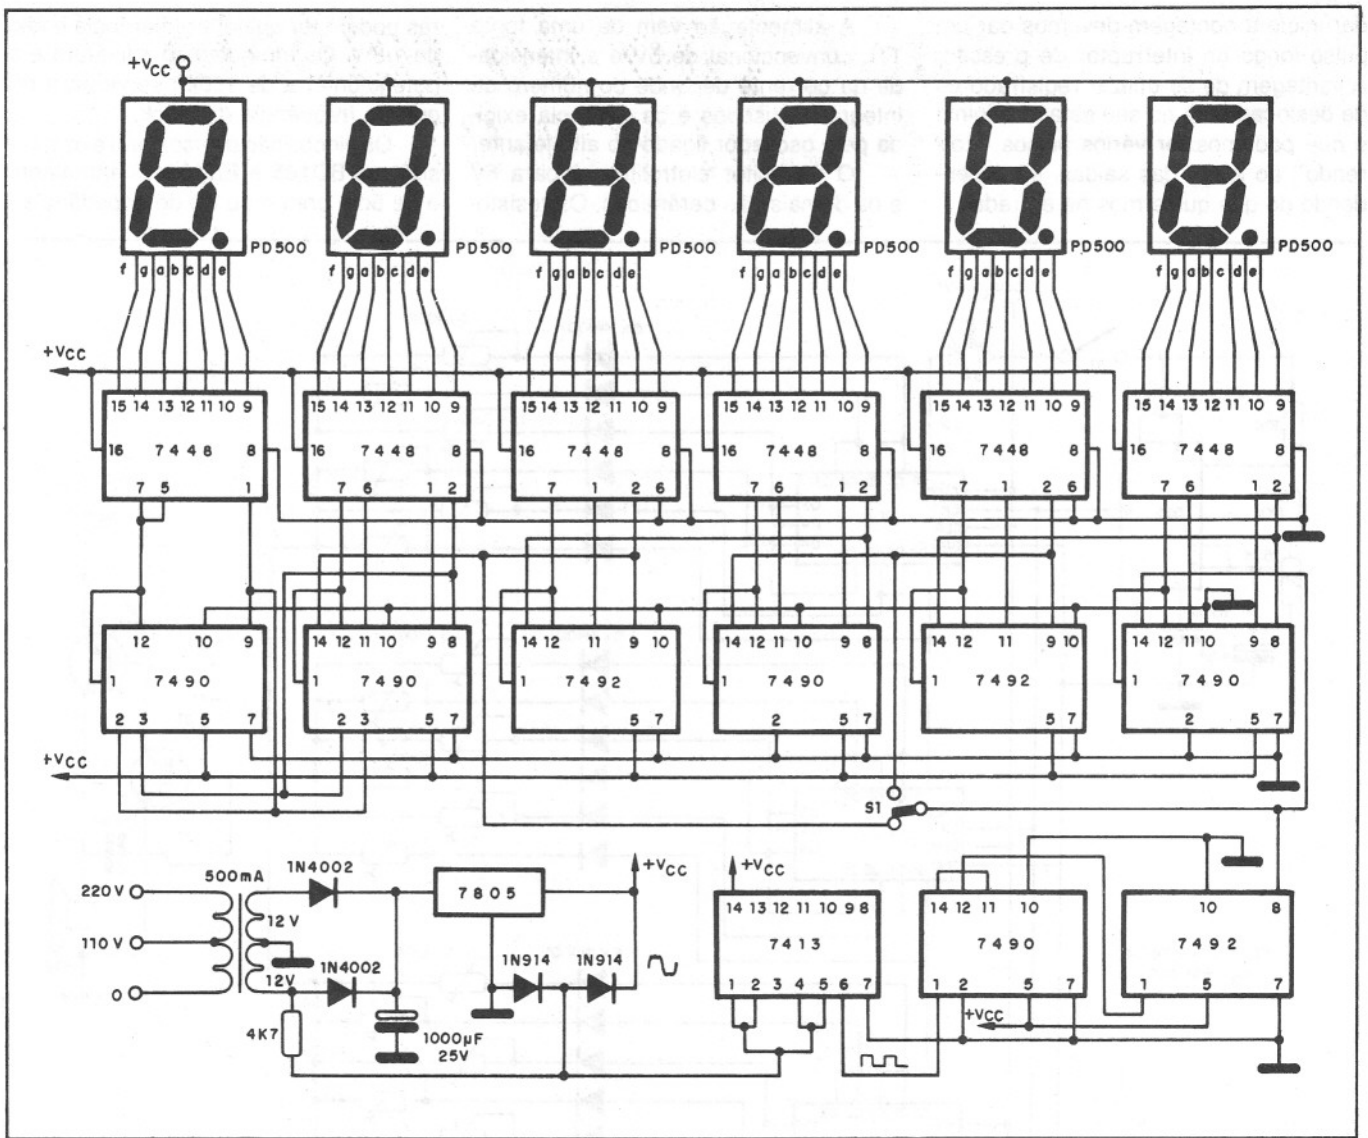 +Vcc
PD500 PD500 PD500 PD500 PD500 PD500
f g a b c d e f g a b c d e f g a b c d e f g a b c d e f g a b c d e f g a b c d e
+Vcc
15 14 13 12 11 10 9 15 14 13 12 11 10 9 15 14 13 12 11 10 9 15 14 13 12 11 10 9 15 14 13 12 11 10 9 15 14 13 12 11 10 9
16 7448 8 16 7448 8 16 7448 8 16 7448 8 16 7448 8 16 7448 8
7 5 1 7 6 1 2 7 1 2 6 7 6 1 2 7 1 2 6 7 6 1 2
12 10 9 14 12 10 9 8 14 12 11 9 10 14 12 11 10 9 8 14 12 11 9 10 14 12 11 10 9 8
1 7490 1 7490 1 7492 1 7490 1 7492 1 7490
2 3 5 7 2 3 5 7 5 7 2 5 7 5 7 2 5 7
+Vcc
S1
220V
110V
0
500mA
12V
12V
1N4002
1N4002
4K7
1000µF
25V
7805
1N914 1N914
+Vcc
+Vcc
14 13 12 11 10 9 8
7413
1 2 3 4 5 6 7
14 12 11 10
7490
1 2 5 7
+Vcc
10 8
7492
1 5 7